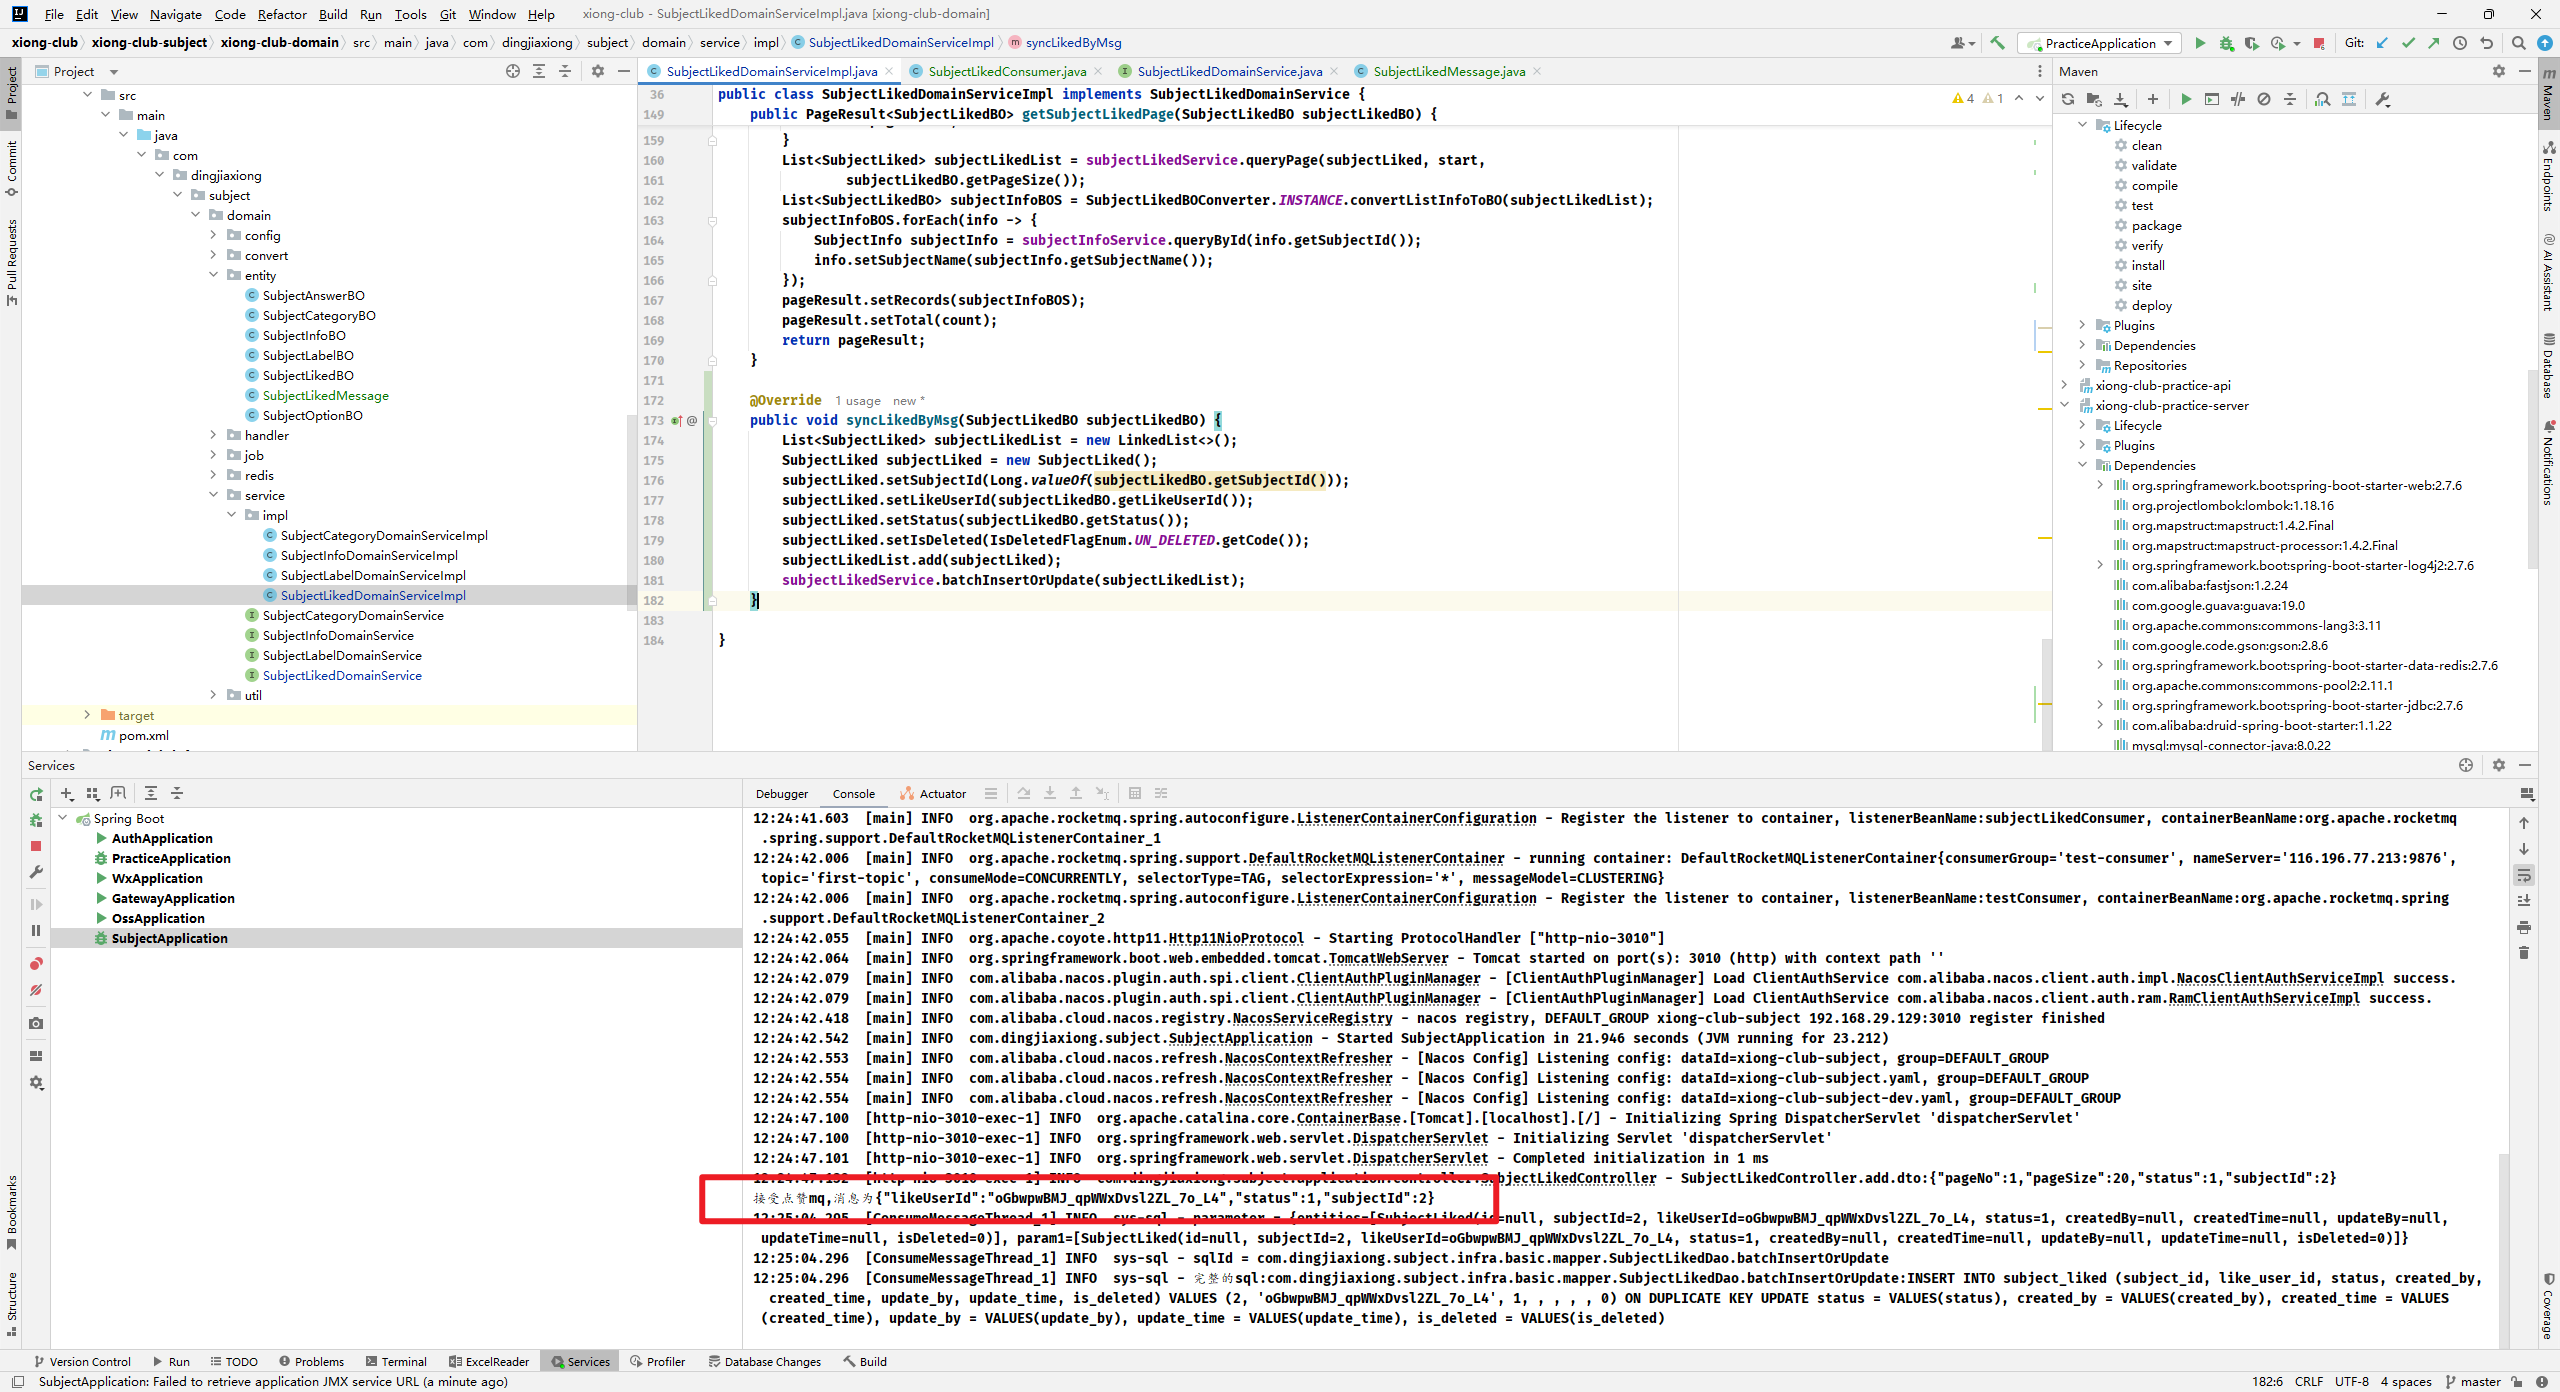 File Edit View Navigate Code Refactor Build Run Tools Git Window Help xiong-club - SubjectLikedDomainServiceImpl.java [xiong-club-domain]
xiong-club xiong-club-subject xiong-club-domain src main java com dingjiaxiong subject domain service impl SubjectLikedDomainServiceImpl syncLikedByMsg PracticeApplication Git:
Project
SubjectLikedDomainServiceImpl.java SubjectLikedConsumer.java SubjectLikedDomainService.java SubjectLikedMessage.java
Maven
Project
Commit
Pull Requests
Bookmarks
Structure
src
main
java
com
dingjiaxiong
subject
domain
config
convert
entity
SubjectAnswerBO
SubjectCategoryBO
SubjectInfoBO
SubjectLabelBO
SubjectLikedBO
SubjectLikedMessage
SubjectOptionBO
handler
job
redis
service
impl
SubjectCategoryDomainServiceImpl
SubjectInfoDomainServiceImpl
SubjectLabelDomainServiceImpl
SubjectLikedDomainServiceImpl
SubjectCategoryDomainService
SubjectInfoDomainService
SubjectLabelDomainService
SubjectLikedDomainService
util
target
pom.xml
36 public class SubjectLikedDomainServiceImpl implements SubjectLikedDomainService {
149 public PageResult<SubjectLikedBO> getSubjectLikedPage(SubjectLikedBO subjectLikedBO) {
4 1
159 }
160 List<SubjectLiked> subjectLikedList = subjectLikedService.queryPage(subjectLiked, start,
161 subjectLikedBO.getPageSize());
162 List<SubjectLikedBO> subjectInfoBOS = SubjectLikedBOConverter.INSTANCE.convertListInfoToBO(subjectLikedList);
163 subjectInfoBOS.forEach(info -> {
164 SubjectInfo subjectInfo = subjectInfoService.queryById(info.getSubjectId());
165 info.setSubjectName(subjectInfo.getSubjectName());
166 });
167 pageResult.setRecords(subjectInfoBOS);
168 pageResult.setTotal(count);
169 return pageResult;
170 }
171
172 @Override 1 usage new *
173 public void syncLikedByMsg(SubjectLikedBO subjectLikedBO) {
174 List<SubjectLiked> subjectLikedList = new LinkedList<>();
175 SubjectLiked subjectLiked = new SubjectLiked();
176 subjectLiked.setSubjectId(Long.valueOf(subjectLikedBO.getSubjectId()));
177 subjectLiked.setLikeUserId(subjectLikedBO.getLikeUserId());
178 subjectLiked.setStatus(subjectLikedBO.getStatus());
179 subjectLiked.setIsDeleted(IsDeletedFlagEnum.UN_DELETED.getCode());
180 subjectLikedList.add(subjectLiked);
181 subjectLikedService.batchInsertOrUpdate(subjectLikedList);
182 }
183
184 }
Lifecycle
clean
validate
compile
test
package
verify
install
site
deploy
Plugins
Dependencies
Repositories
xiong-club-practice-api
xiong-club-practice-server
Lifecycle
Plugins
Dependencies
org.springframework.boot:spring-boot-starter-web:2.7.6
org.projectlombok:lombok:1.18.16
org.mapstruct:mapstruct:1.4.2.Final
org.mapstruct:mapstruct-processor:1.4.2.Final
org.springframework.boot:spring-boot-starter-log4j2:2.7.6
com.alibaba:fastjson:1.2.24
com.google.guava:guava:19.0
org.apache.commons:commons-lang3:3.11
com.google.code.gson:gson:2.8.6
org.springframework.boot:spring-boot-starter-data-redis:2.7.6
org.apache.commons:commons-pool2:2.11.1
org.springframework.boot:spring-boot-starter-jdbc:2.7.6
com.alibaba:druid-spring-boot-starter:1.1.22
mysql:mysql-connector-java:8.0.22
Maven
Endpoints
AI Assistant
Database
Notifications
Coverage
Services
Spring Boot
AuthApplication
PracticeApplication
WxApplication
GatewayApplication
OssApplication
SubjectApplication
Debugger Console Actuator
12:24:41.603 [main] INFO org.apache.rocketmq.spring.autoconfigure.ListenerContainerConfiguration - Register the listener to container, listenerBeanName:subjectLikedConsumer, containerBeanName:org.apache.rocketmq
.spring.support.DefaultRocketMQListenerContainer_1
12:24:42.006 [main] INFO org.apache.rocketmq.spring.support.DefaultRocketMQListenerContainer - running container: DefaultRocketMQListenerContainer{consumerGroup='test-consumer', nameServer='116.196.77.213:9876',
topic='first-topic', consumeMode=CONCURRENTLY, selectorType=TAG, selectorExpression='*', messageModel=CLUSTERING}
12:24:42.006 [main] INFO org.apache.rocketmq.spring.autoconfigure.ListenerContainerConfiguration - Register the listener to container, listenerBeanName:testConsumer, containerBeanName:org.apache.rocketmq.spring
.support.DefaultRocketMQListenerContainer_2
12:24:42.055 [main] INFO org.apache.coyote.http11.Http11NioProtocol - Starting ProtocolHandler ["http-nio-3010"]
12:24:42.064 [main] INFO org.springframework.boot.web.embedded.tomcat.TomcatWebServer - Tomcat started on port(s): 3010 (http) with context path ''
12:24:42.079 [main] INFO com.alibaba.nacos.plugin.auth.spi.client.ClientAuthPluginManager - [ClientAuthPluginManager] Load ClientAuthService com.alibaba.nacos.client.auth.impl.NacosClientAuthServiceImpl success.
12:24:42.079 [main] INFO com.alibaba.nacos.plugin.auth.spi.client.ClientAuthPluginManager - [ClientAuthPluginManager] Load ClientAuthService com.alibaba.nacos.client.auth.ram.RamClientAuthServiceImpl success.
12:24:42.418 [main] INFO com.alibaba.cloud.nacos.registry.NacosServiceRegistry - nacos registry, DEFAULT_GROUP xiong-club-subject 192.168.29.129:3010 register finished
12:24:42.542 [main] INFO com.dingjiaxiong.subject.SubjectApplication - Started SubjectApplication in 21.946 seconds (JVM running for 23.212)
12:24:42.553 [main] INFO com.alibaba.cloud.nacos.refresh.NacosContextRefresher - [Nacos Config] Listening config: dataId=xiong-club-subject, group=DEFAULT_GROUP
12:24:42.554 [main] INFO com.alibaba.cloud.nacos.refresh.NacosContextRefresher - [Nacos Config] Listening config: dataId=xiong-club-subject.yaml, group=DEFAULT_GROUP
12:24:42.554 [main] INFO com.alibaba.cloud.nacos.refresh.NacosContextRefresher - [Nacos Config] Listening config: dataId=xiong-club-subject-dev.yaml, group=DEFAULT_GROUP
12:24:47.100 [http-nio-3010-exec-1] INFO org.apache.catalina.core.ContainerBase.[Tomcat].[localhost].[/] - Initializing Spring DispatcherServlet 'dispatcherServlet'
12:24:47.100 [http-nio-3010-exec-1] INFO org.springframework.web.servlet.DispatcherServlet - Initializing Servlet 'dispatcherServlet'
12:24:47.101 [http-nio-3010-exec-1] INFO org.springframework.web.servlet.DispatcherServlet - Completed initialization in 1 ms
12:24:47.132 [http-nio-3010-exec-1] INFO com.dingjiaxiong.subject.application.controller.SubjectLikedController - SubjectLikedController.add.dto:{"pageNo":1,"pageSize":20,"status":1,"subjectId":2}
接受点赞mq,消息为{"likeUserId":"oGbwpwBMJ_qpWWxDvsl2ZL_7o_L4","status":1,"subjectId":2}
12:25:04.295 [ConsumeMessageThread_1] INFO sys-sql - parameter = {entities=[SubjectLiked(id=null, subjectId=2, likeUserId=oGbwpwBMJ_qpWWxDvsl2ZL_7o_L4, status=1, createdBy=null, createdTime=null, updateBy=null,
updateTime=null, isDeleted=0)], param1=[SubjectLiked(id=null, subjectId=2, likeUserId=oGbwpwBMJ_qpWWxDvsl2ZL_7o_L4, status=1, createdBy=null, createdTime=null, updateBy=null, updateTime=null, isDeleted=0)]}
12:25:04.296 [ConsumeMessageThread_1] INFO sys-sql - sqlId = com.dingjiaxiong.subject.infra.basic.mapper.SubjectLikedDao.batchInsertOrUpdate
12:25:04.296 [ConsumeMessageThread_1] INFO sys-sql - 完整的sql:com.dingjiaxiong.subject.infra.basic.mapper.SubjectLikedDao.batchInsertOrUpdate:INSERT INTO subject_liked (subject_id, like_user_id, status, created_by,
created_time, update_by, update_time, is_deleted) VALUES (2, 'oGbwpwBMJ_qpWWxDvsl2ZL_7o_L4', 1, , , , , 0) ON DUPLICATE KEY UPDATE status = VALUES(status), created_by = VALUES(created_by), created_time = VALUES
(created_time), update_by = VALUES(update_by), update_time = VALUES(update_time), is_deleted = VALUES(is_deleted)
Version Control Run TODO Problems Terminal ExcelReader Services Profiler Database Changes Build
SubjectApplication: Failed to retrieve application JMX service URL (a minute ago) 182:6 CRLF UTF-8 4 spaces master